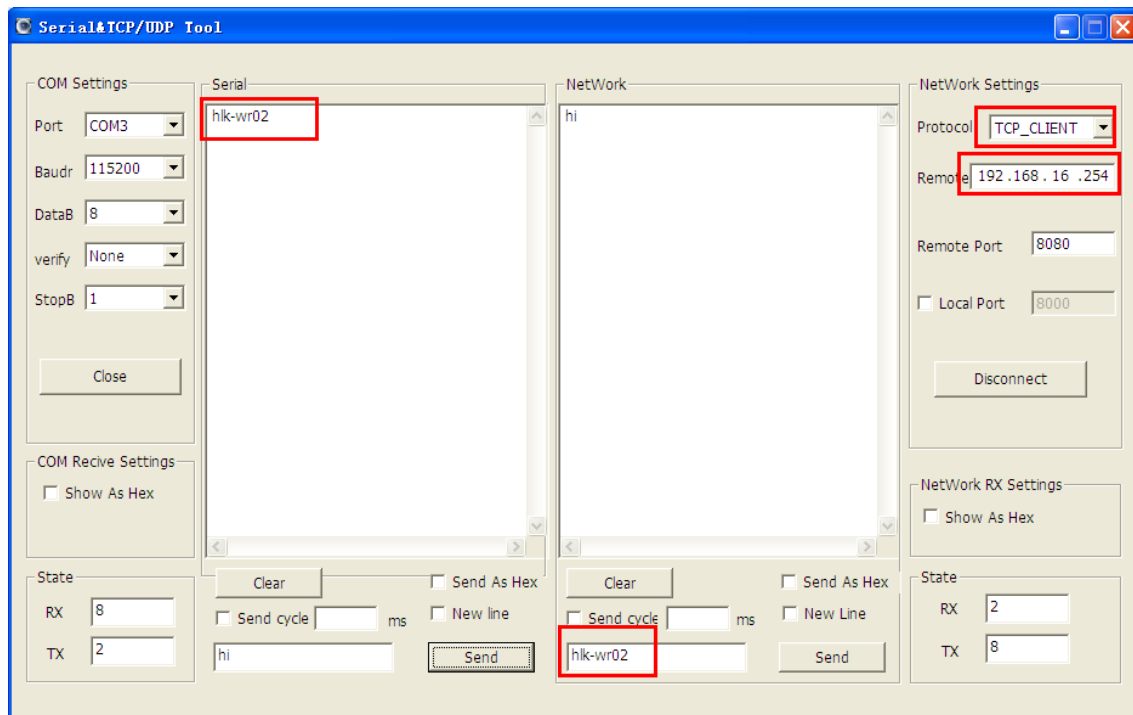 Serial&TCP/UDP Tool
COM Settings
Port COM3
Baudr 115200
DataB 8
verify None
StopB 1
Close
COM Recive Settings
Show As Hex
State
RX 8
TX 2
Serial
hlk-wr02
Clear
Send As Hex
Send cycle ms
New line
hi
Send
NetWork
hi
Clear
Send As Hex
Send cycle ms
New Line
hlk-wr02
Send
NetWork Settings
Protocol TCP_CLIENT
Remote 192.168.16.254
Remote Port 8080
Local Port 8000
Disconnect
NetWork RX Settings
Show As Hex
State
RX 2
TX 8